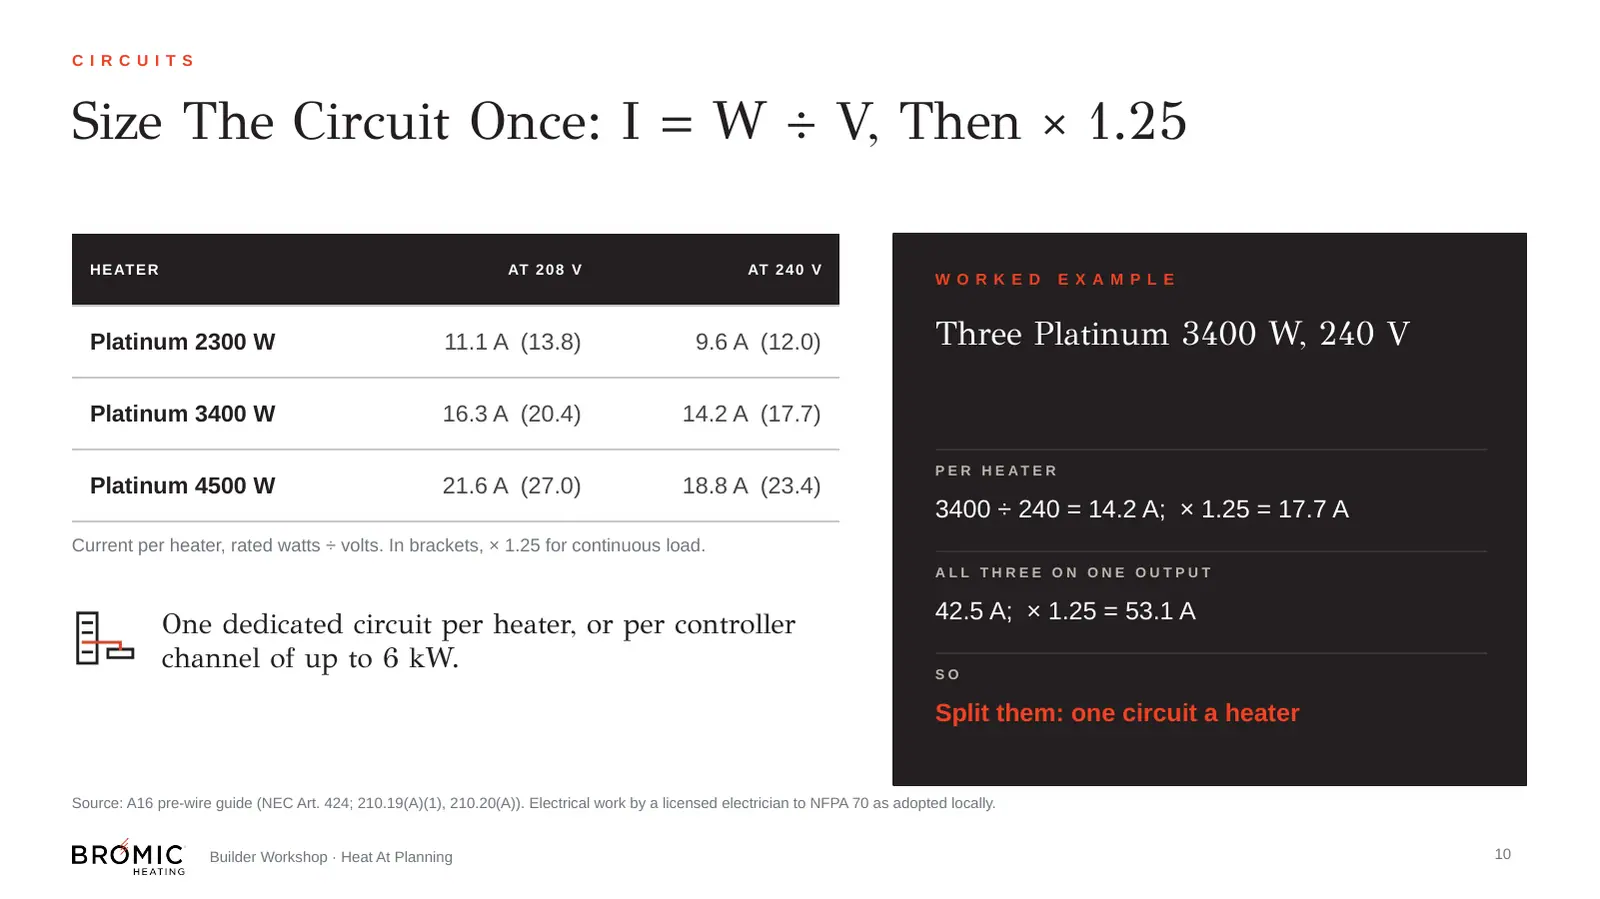 CIRCUITS
Size The Circuit Once: I = W ÷ V, Then × 1.25
HEATER AT 208 V AT 240 V
Platinum 2300 W 11.1 A (13.8) 9.6 A (12.0)
Platinum 3400 W 16.3 A (20.4) 14.2 A (17.7)
Platinum 4500 W 21.6 A (27.0) 18.8 A (23.4)
Current per heater, rated watts ÷ volts. In brackets, × 1.25 for continuous load.
One dedicated circuit per heater, or per controller
channel of up to 6 kW.
WORKED EXAMPLE
Three Platinum 3400 W, 240 V
PER HEATER
3400 ÷ 240 = 14.2 A; × 1.25 = 17.7 A
ALL THREE ON ONE OUTPUT
42.5 A; × 1.25 = 53.1 A
SO
Split them: one circuit a heater
Source: A16 pre-wire guide (NEC Art. 424; 210.19(A)(1), 210.20(A)). Electrical work by a licensed electrician to NFPA 70 as adopted locally.
BROMIC
HEATING
Builder Workshop · Heat At Planning
10